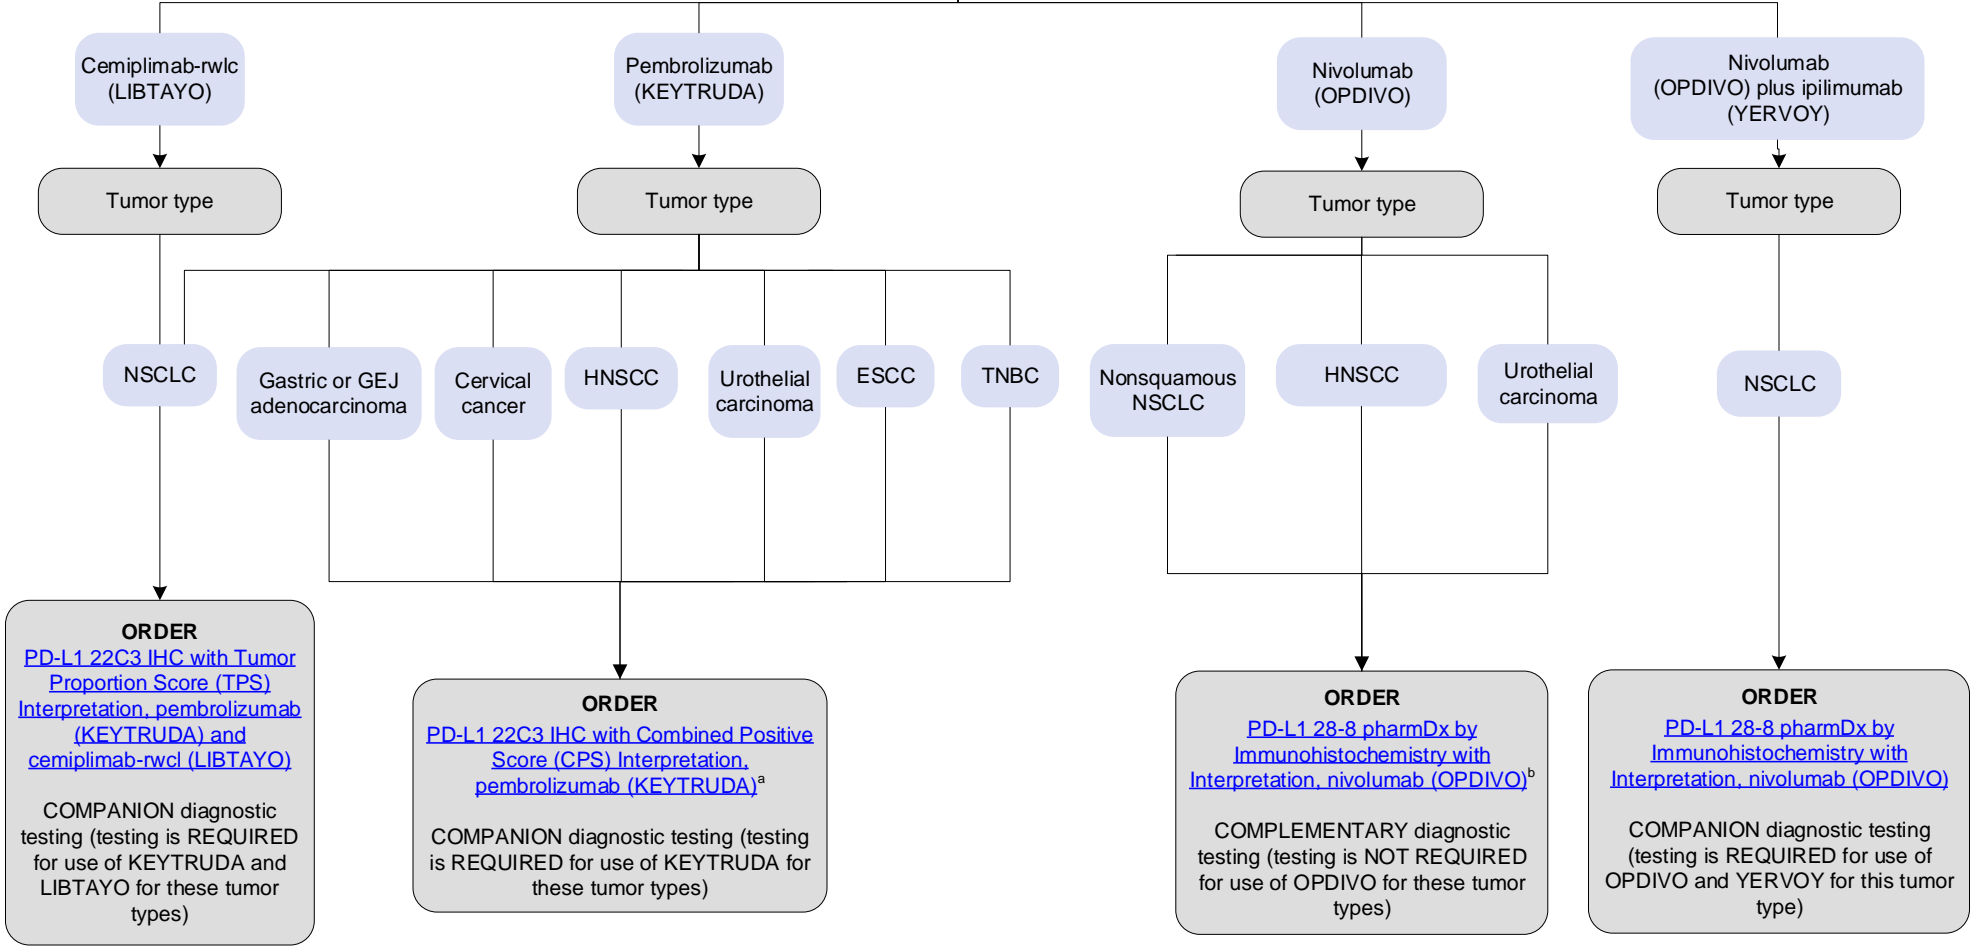 Cemiplimab-rwlc
(LIBTAYO)
Pembrolizumab
(KEYTRUDA)
Nivolumab
(OPDIVO)
Nivolumab
(OPDIVO) plus ipilimumab
(YERVOY)
Tumor type
Tumor type
Tumor type
Tumor type
NSCLC
Gastric or GEJ
adenocarcinoma
Cervical
cancer
HNSCC
Urothelial
carcinoma
ESCC
TNBC
Nonsquamous
NSCLC
HNSCC
Urothelial
carcinoma
NSCLC
ORDER
PD-L1 22C3 IHC with Tumor
Proportion Score (TPS)
Interpretation, pembrolizumab
(KEYTRUDA) and
cemiplimab-rwcl (LIBTAYO)
COMPANION diagnostic
testing (testing is REQUIRED
for use of KEYTRUDA and
LIBTAYO for these tumor
types)
ORDER
PD-L1 22C3 IHC with Combined Positive
Score (CPS) Interpretation,
pembrolizumab (KEYTRUDA)a
COMPANION diagnostic testing (testing
is REQUIRED for use of KEYTRUDA for
these tumor types)
ORDER
PD-L1 28-8 pharmDx by
Immunohistochemistry with
Interpretation, nivolumab (OPDIVO)b
COMPLEMENTARY diagnostic
testing (testing is NOT REQUIRED
for use of OPDIVO for these tumor
types)
ORDER
PD-L1 28-8 pharmDx by
Immunohistochemistry with
Interpretation, nivolumab (OPDIVO)
COMPANION diagnostic testing
(testing is REQUIRED for use of
OPDIVO and YERVOY for this tumor
type)